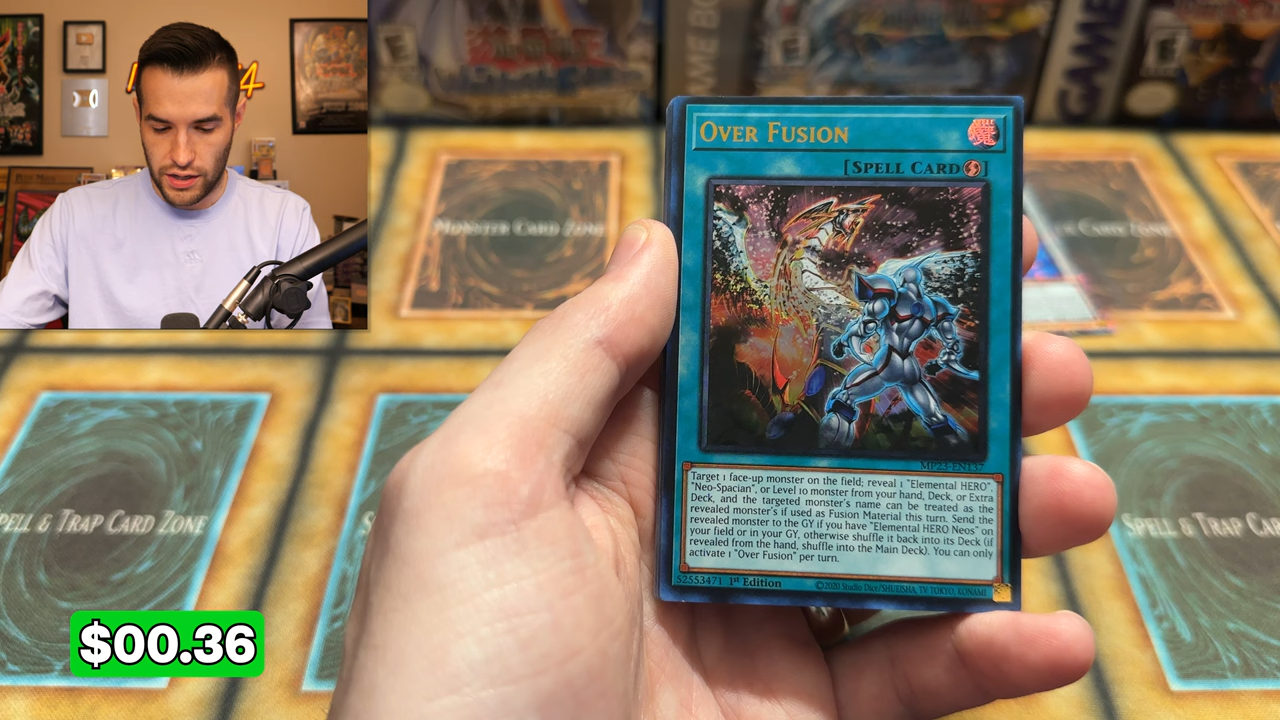 OVER FUSION
魔
[SPELL CARD]
MP23-EN137
Target 1 face-up monster on the field; reveal 1 "Elemental HERO",
"Neo-Spacian", or Level 10 monster from your hand, Deck, or Extra
Deck, and the targeted monster's name can be treated as the
revealed monster's if used as Fusion Material this turn. Send the
revealed monster to the GY if you have "Elemental HERO Neos" on
your field or in your GY, otherwise shuffle it back into its Deck (if
revealed from the hand, shuffle into the Main Deck). You can only
activate 1 "Over Fusion" per turn.
52553471 1st Edition
©2020 Studio Dice/SHUEISHA, TV TOKYO, KONAMI
MONSTER CARD ZONE
SPELL & TRAP CARD ZONE
SPELL & TRAP CAR
GAME BO
GAME
E
E
$00.36